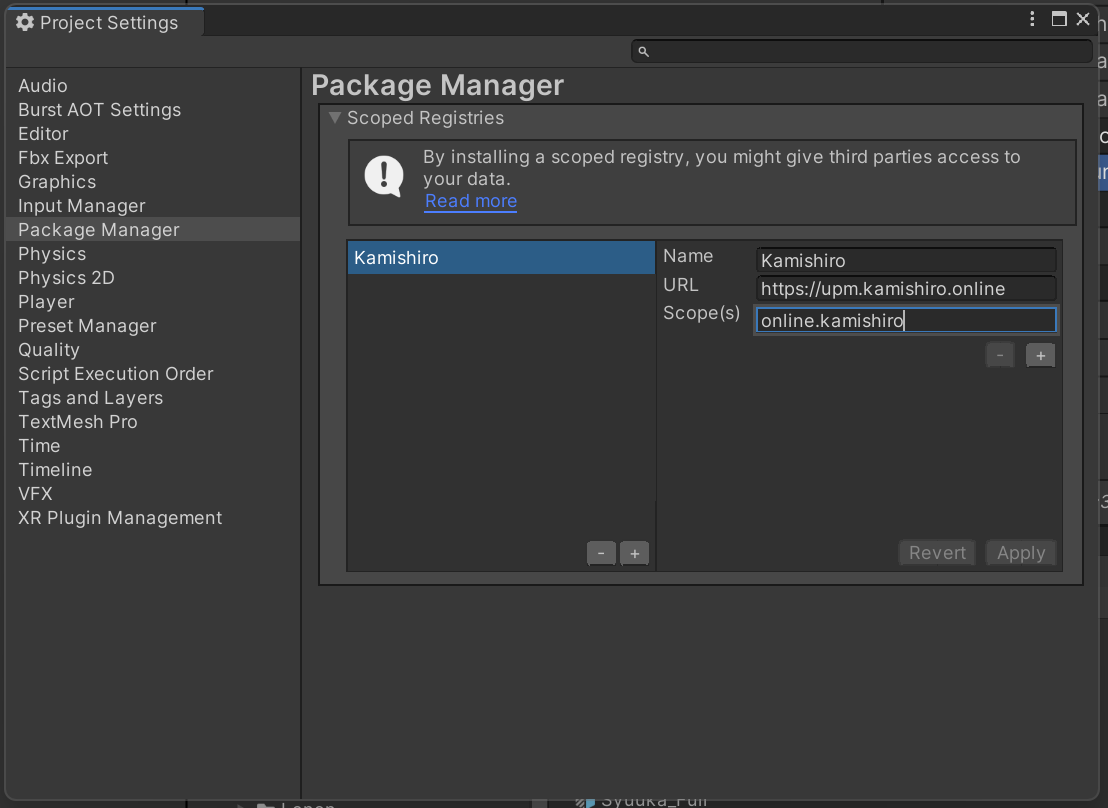 Project Settings
Audio
Burst AOT Settings
Editor
Fbx Export
Graphics
Input Manager
Package Manager
Physics
Physics 2D
Player
Preset Manager
Quality
Script Execution Order
Tags and Layers
TextMesh Pro
Time
Timeline
VFX
XR Plugin Management
Package Manager
Scoped Registries
By installing a scoped registry, you might give third parties access to
your data.
Read more
Kamishiro
- +
Name Kamishiro
URL https://upm.kamishiro.online
Scope(s) online.kamishiro
- +
Revert Apply